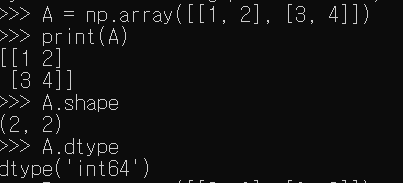 >>> A = np.array([[1, 2], [3, 4]])
>>> print(A)
[[1 2]
 [3 4]]
>>> A.shape
(2, 2)
>>> A.dtype
dtype('int64')